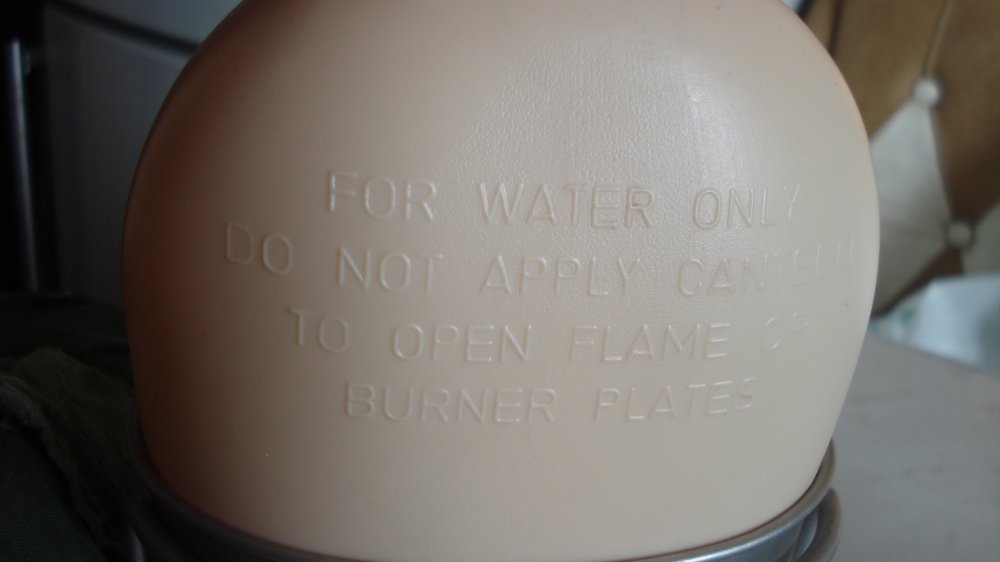 FOR WATER ONLY
DO NOT APPLY CANTEEN
TO OPEN FLAME OR
BURNER PLATES